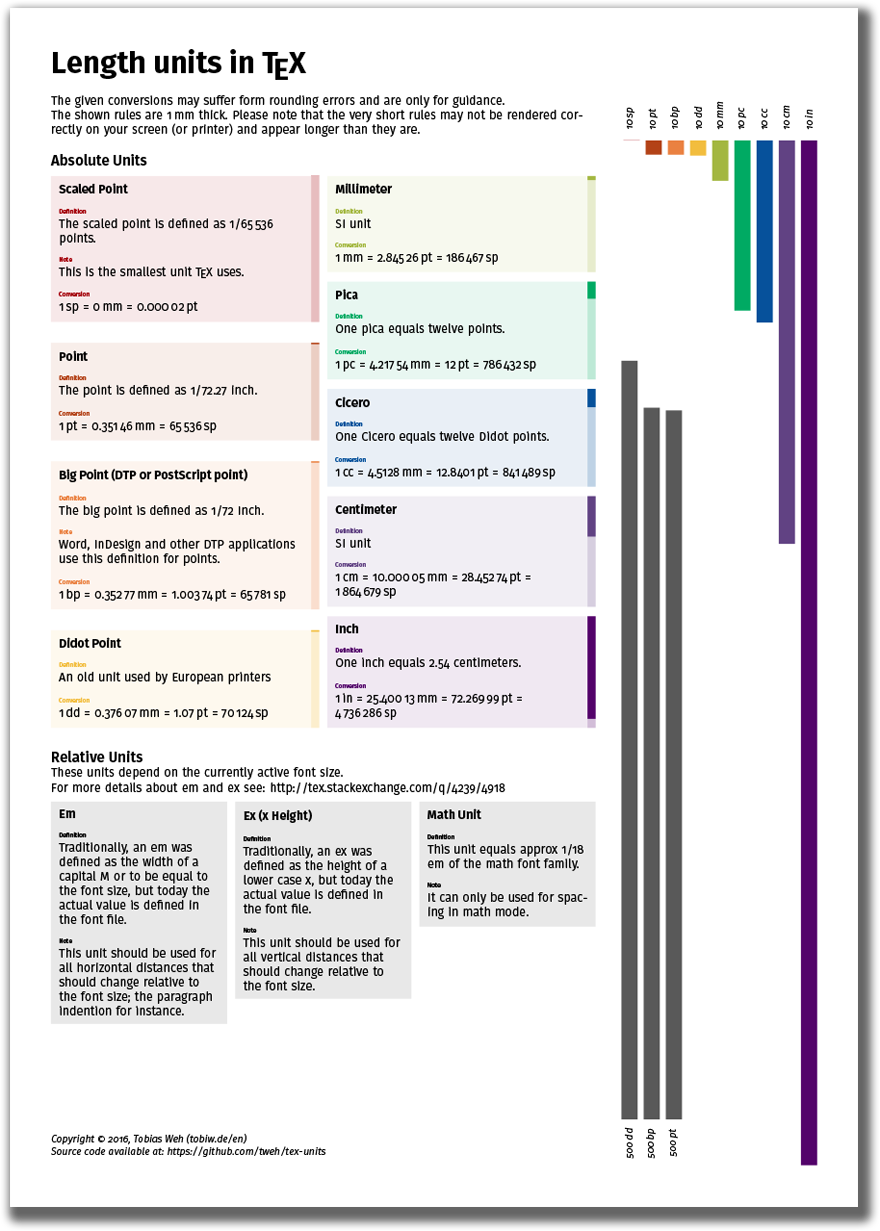 Length units in TEX
The given conversions may suffer form rounding errors and are only for guidance.
The shown rules are 1 mm thick. Please note that the very short rules may not be rendered cor-
rectly on your screen (or printer) and appear longer than they are.
Absolute Units
Scaled Point
Definition
The scaled point is defined as 1/65 536
points.
Note
This is the smallest unit TEX uses.
Conversion
1 sp = 0 mm = 0.000 02 pt
Point
Definition
The point is defined as 1/72.27 inch.
Conversion
1 pt = 0.351 46 mm = 65 536 sp
Big Point (DTP or PostScript point)
Definition
The big point is defined as 1/72 inch.
Note
Word, InDesign and other DTP applications
use this definition for points.
Conversion
1 bp = 0.352 77 mm = 1.003 74 pt = 65 781 sp
Didot Point
Definition
An old unit used by European printers
Conversion
1 dd = 0.376 07 mm = 1.07 pt = 70 124 sp
Millimeter
Definition
SI unit
Conversion
1 mm = 2.845 26 pt = 186 467 sp
Pica
Definition
One pica equals twelve points.
Conversion
1 pc = 4.217 54 mm = 12 pt = 786 432 sp
Cicero
Definition
One Cicero equals twelve Didot points.
Conversion
1 cc = 4.5128 mm = 12.8401 pt = 841 489 sp
Centimeter
Definition
SI unit
Conversion
1 cm = 10.000 05 mm = 28.452 74 pt =
1 864 679 sp
Inch
Definition
One inch equals 2.54 centimeters.
Conversion
1 in = 25.400 13 mm = 72.269 99 pt =
4 736 286 sp
Relative Units
These units depend on the currently active font size.
For more details about em and ex see: http://tex.stackexchange.com/q/4239/4918
Em
Definition
Traditionally, an em was
defined as the width of a
capital M or to be equal to
the font size, but today the
actual value is defined in
the font file.
Note
This unit should be used for
all horizontal distances that
should change relative to
the font size; the paragraph
indention for instance.
Ex (x Height)
Definition
Traditionally, an ex was
defined as the height of a
lower case x, but today the
actual value is defined in
the font file.
Note
This unit should be used for
all vertical distances that
should change relative to
the font size.
Math Unit
Definition
This unit equals approx 1/18
em of the math font family.
Note
It can only be used for spac-
ing in math mode.
Copyright © 2016, Tobias Weh (tobiw.de/en)
Source code available at: https://github.com/tweh/tex-units
10 sp
10 pt
10 bp
10 dd
10 mm
10 pc
10 cc
10 cm
10 in
500 dd
500 bp
500 pt